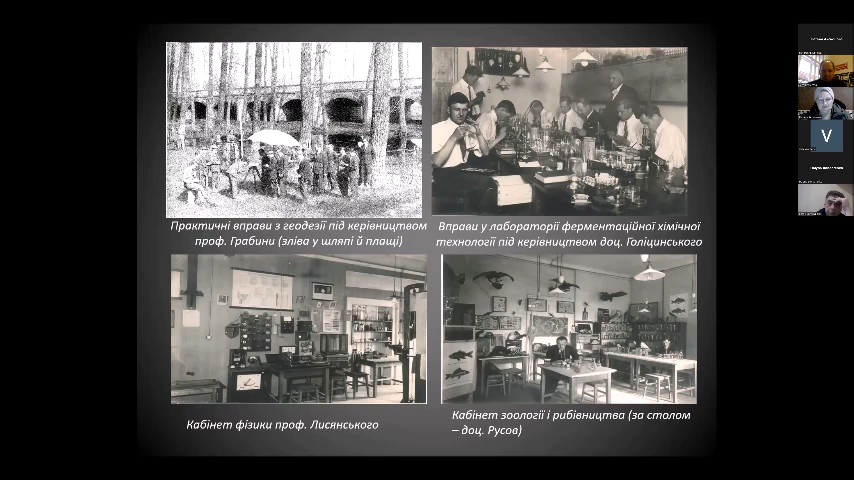 Практичні вправи з геодезії під керівництвом
проф. Грабини (зліва у шляпі й плащі)
Вправи у лабораторії ферментаційної хімічної
технології під керівництвом доц. Голіцинського
Кабінет фізики проф. Лисянського
Кабінет зоології і рибівництва (за столом
– доц. Русов)
V